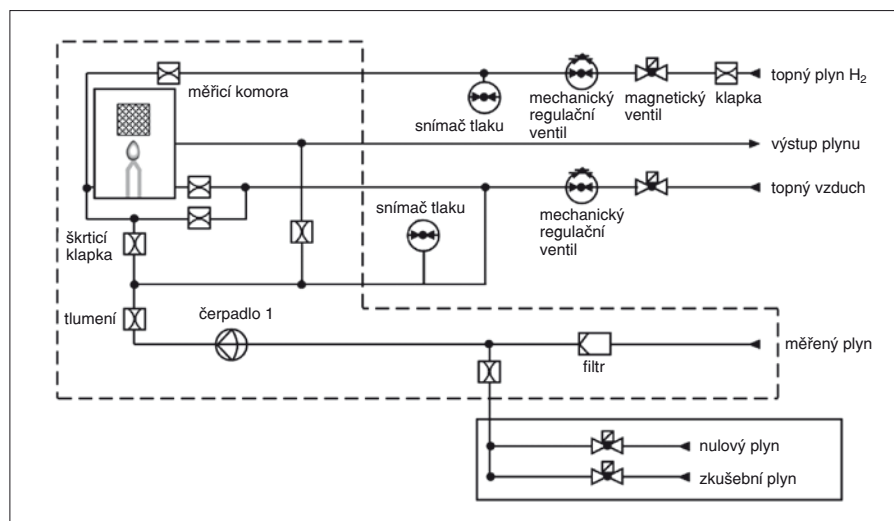 topný plyn H₂
měřicí komora
snímač tlaku
mechanický
regulační
ventil
magnetický
ventil
klapka
výstup plynu
topný vzduch
snímač tlaku
mechanický
regulační
ventil
škrticí
klapka
tlumení
čerpadlo 1
měřený plyn
filtr
nulový plyn
zkušební plyn